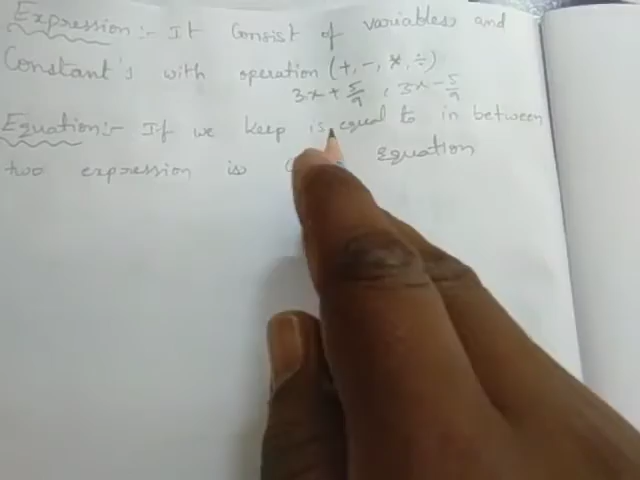 Expression :- It Consist of variables and
Constant's with operation (+, -, *, ÷)
3x + 5/9 , 3x - 5/9
Equation :- If we keep is equal to in between
two expression is Equation